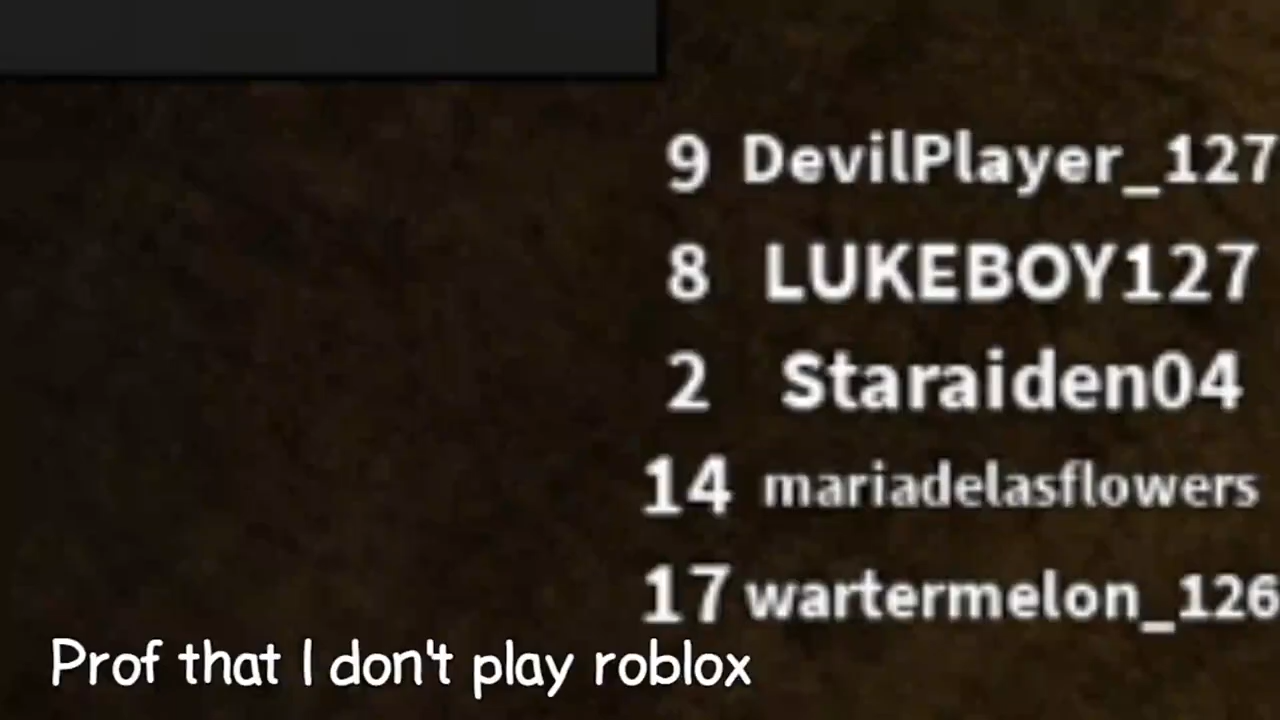 9 DevilPlayer_127
8 LUKEBOY127
2 Staraiden04
14 mariadelasflowers
17 wartermelon_126
Prof that I don't play roblox